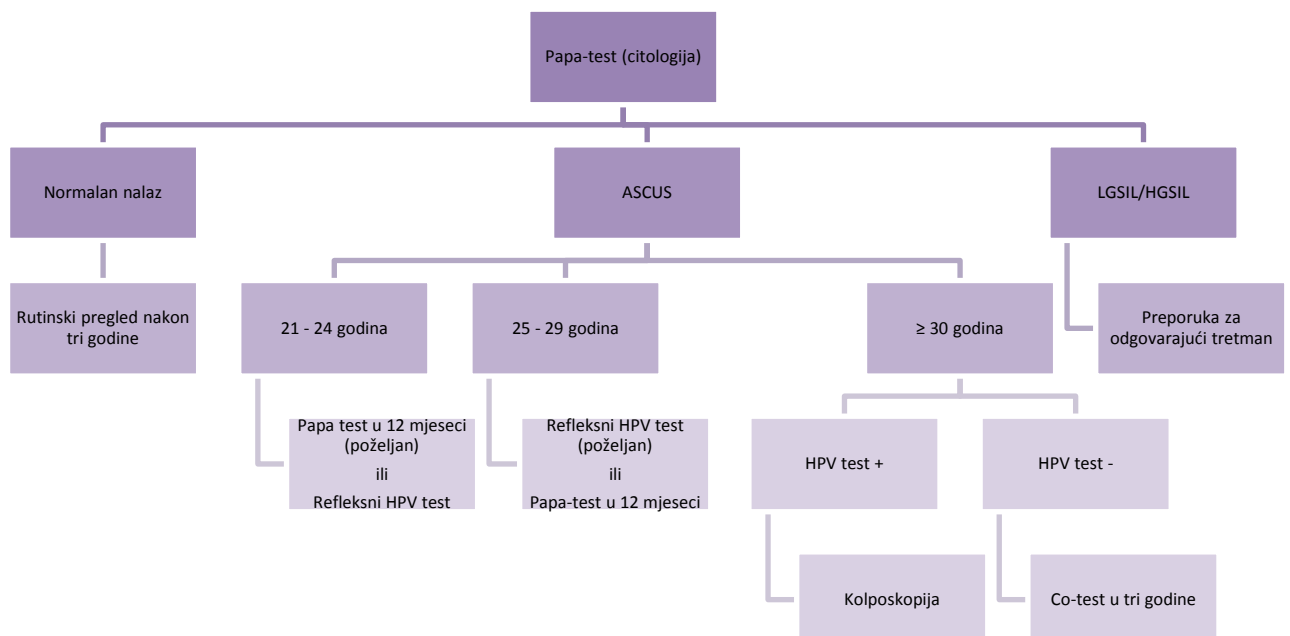 Papa-test (citologija)
Normalan nalaz
ASCUS
LGSIL/HGSIL
Rutinski pregled nakon
tri godine
21 - 24 godina
25 - 29 godina
≥ 30 godina
Preporuka za
odgovarajući tretman
Papa test u 12 mjeseci
(poželjan)
ili
Refleksni HPV test
Refleksni HPV test
(poželjan)
ili
Papa-test u 12 mjeseci
HPV test +
HPV test -
Kolposkopija
Co-test u tri godine